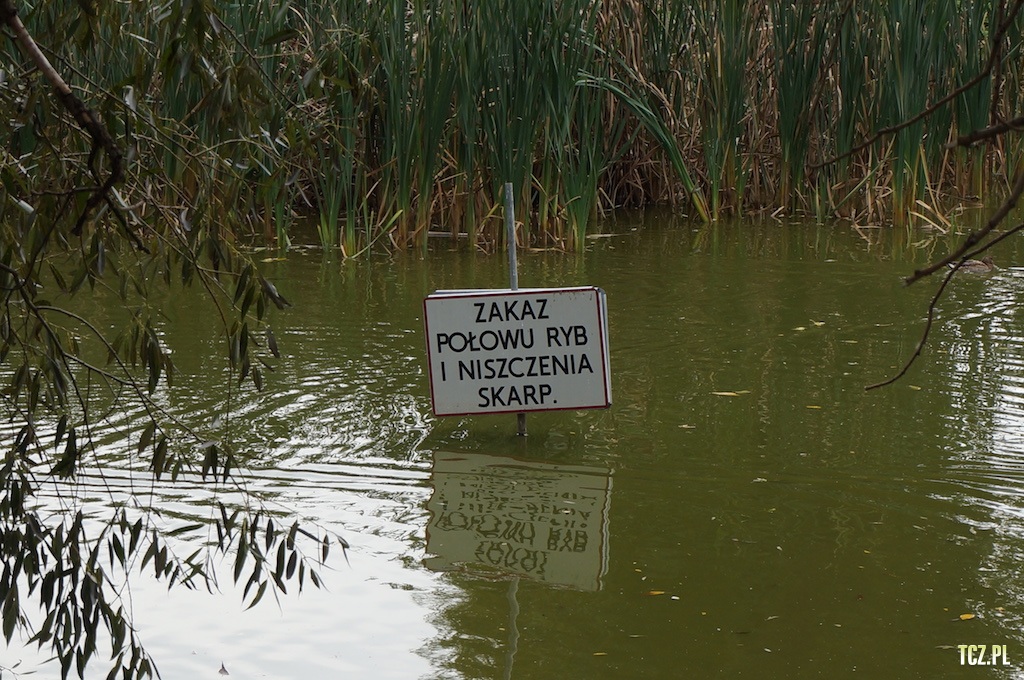 ZAKAZ
POŁOWU RYB
I NISZCZENIA
SKARP.
TCZ.PL